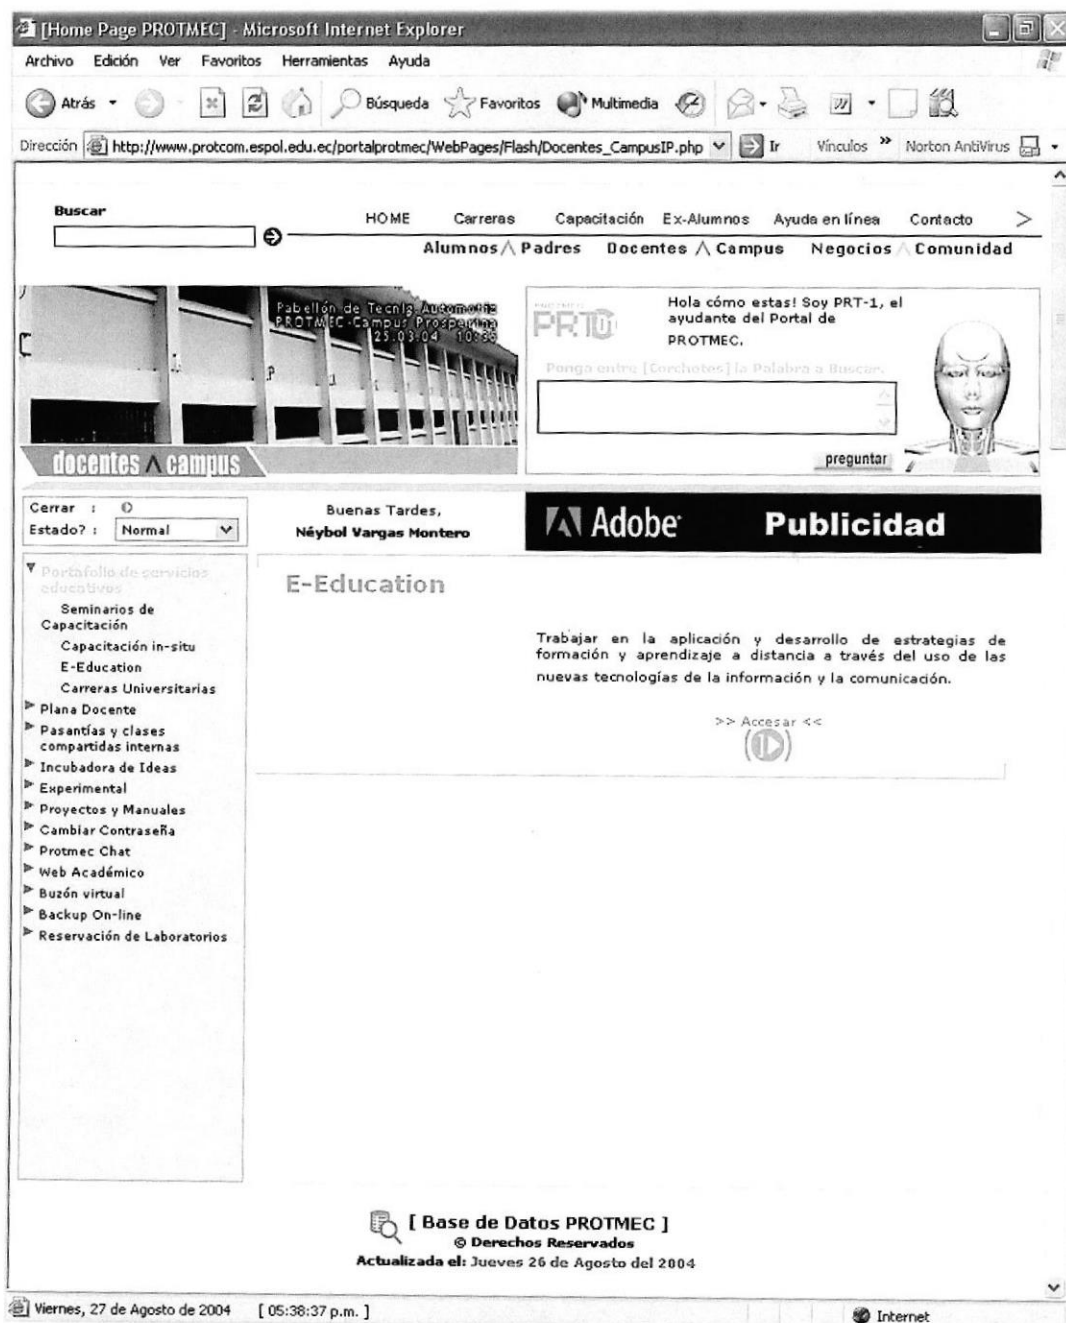 [Home Page PROTMEC] - Microsoft Internet Explorer
Archivo Edición Ver Favoritos Herramientas Ayuda
Atrás Búsqueda Favoritos Multimedia
Dirección http://www.protcom.espol.edu.ec/portalprotmec/WebPages/Flash/Docentes_CampusIP.php Ir Vínculos » Norton AntiVirus
Buscar
HOME Carreras Capacitación Ex-Alumnos Ayuda en línea Contacto >
Alumnos Λ Padres Docentes Λ Campus Negocios Λ Comunidad
Pabellón de Tecnlg Automotriz
PROTMEC-Campus Prosperina
25.03.04 10:35
docentes Λ campus
Hola cómo estas! Soy PRT-1, el
ayudante del Portal de
PROTMEC.
Ponga entre [Corchetes] la Palabra a Buscar.
preguntar
Cerrar :
Estado? : Normal
Buenas Tardes,
Néybol Vargas Montero
Adobe Publicidad
Portafolio de servicios
educativos
Seminarios de
Capacitación
Capacitación in-situ
E-Education
Carreras Universitarias
Plana Docente
Pasantías y clases
compartidas internas
Incubadora de Ideas
Experimental
Proyectos y Manuales
Cambiar Contraseña
Protmec Chat
Web Académico
Buzón virtual
Backup On-line
Reservación de Laboratorios
E-Education
Trabajar en la aplicación y desarrollo de estrategias de
formación y aprendizaje a distancia a través del uso de las
nuevas tecnologías de la información y la comunicación.
>> Accesar <<
[ Base de Datos PROTMEC ]
© Derechos Reservados
Actualizada el: Jueves 26 de Agosto del 2004
Viernes, 27 de Agosto de 2004 [ 05:38:37 p.m. ] Internet